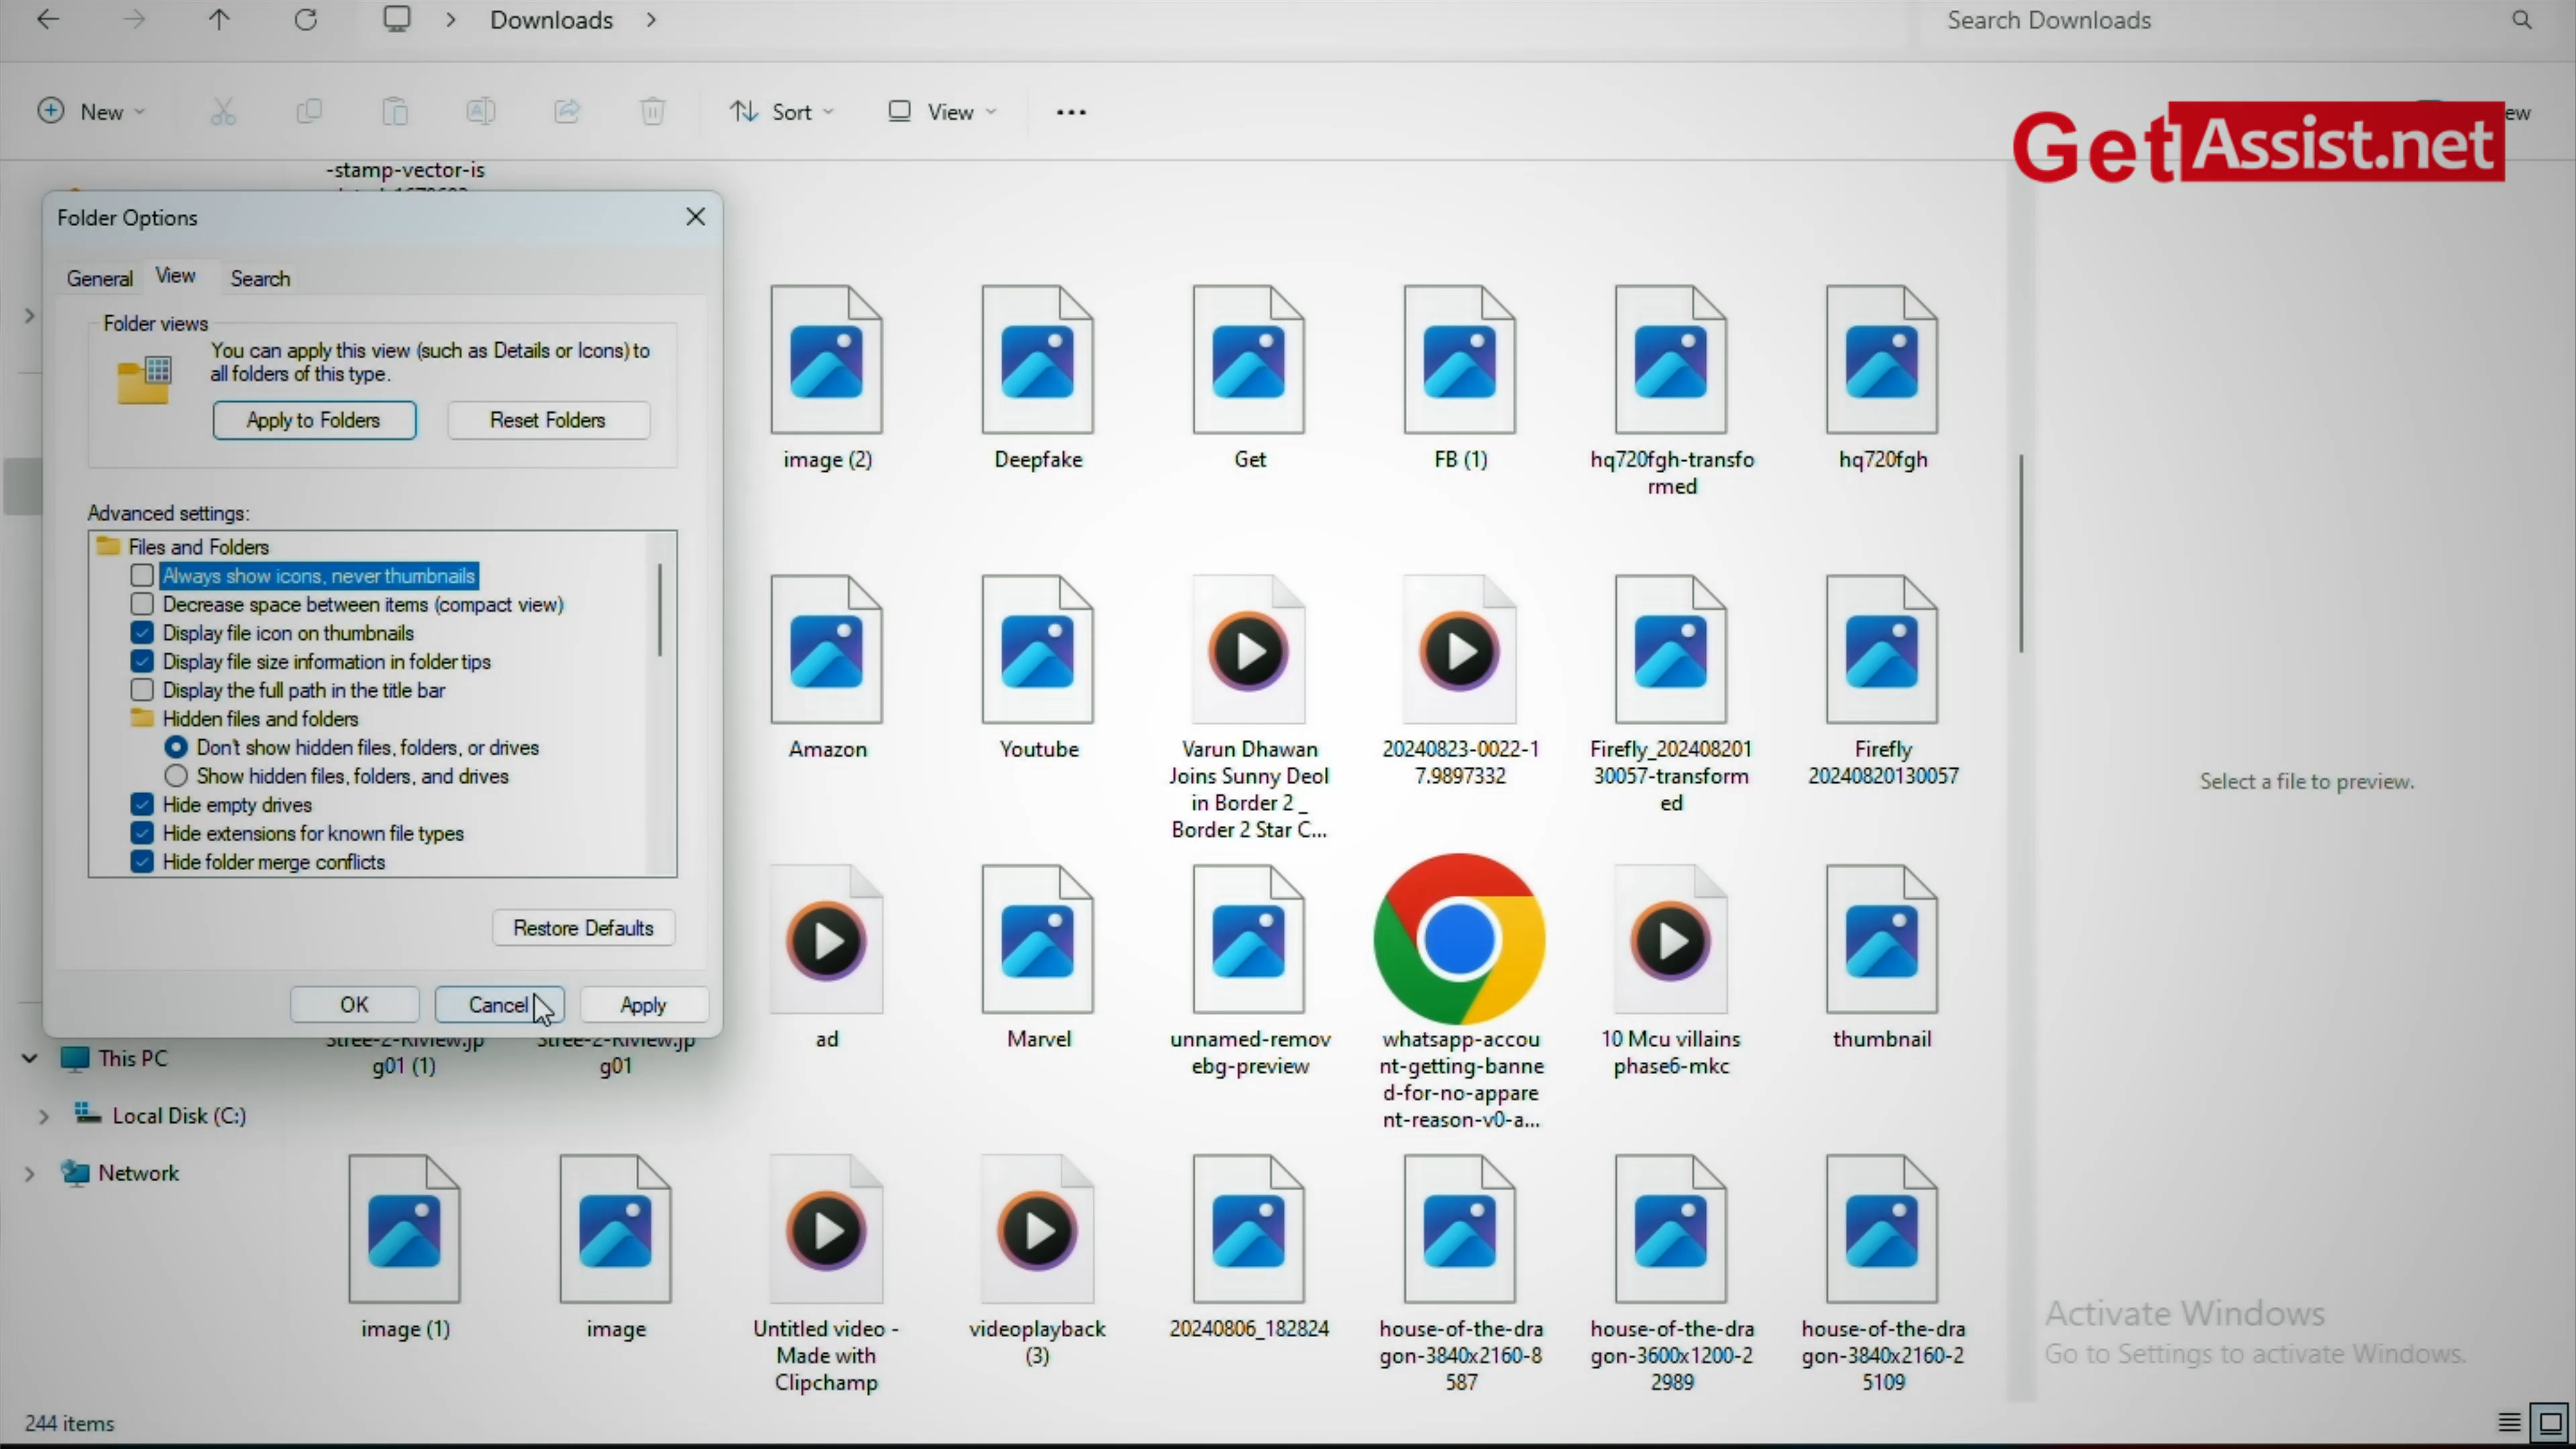 Downloads
Search Downloads
New
Sort
View
ew
GetAssist.net
-stamp-vector-is
Folder Options
General
View
Search
Folder views
You can apply this view (such as Details or Icons) to
all folders of this type.
Apply to Folders
Reset Folders
Advanced settings:
Files and Folders
Always show icons, never thumbnails
Decrease space between items (compact view)
Display file icon on thumbnails
Display file size information in folder tips
Display the full path in the title bar
Hidden files and folders
Don't show hidden files, folders, or drives
Show hidden files, folders, and drives
Hide empty drives
Hide extensions for known file types
Hide folder merge conflicts
Restore Defaults
OK
Cancel
Apply
This PC
Local Disk (C:)
Network
image (2)
Deepfake
Get
FB (1)
hq720fgh-transfo
rmed
hq720fgh
Amazon
Youtube
Varun Dhawan
Joins Sunny Deol
in Border 2 _
Border 2 Star C...
20240823-0022-1
7.9897332
Firefly_202408201
30057-transform
ed
Firefly
20240820130057
Select a file to preview.
g01 (1)
g01
ad
Marvel
unnamed-remov
ebg-preview
whatsapp-accou
nt-getting-banne
d-for-no-appare
nt-reason-v0-a...
10 Mcu villains
phase6-mkc
thumbnail
image (1)
image
Untitled video -
Made with
Clipchamp
videoplayback
(3)
20240806_182824
house-of-the-dra
gon-3840x2160-8
587
house-of-the-dra
gon-3600x1200-2
2989
house-of-the-dra
gon-3840x2160-2
5109
Activate Windows
Go to Settings to activate Windows.
244 items